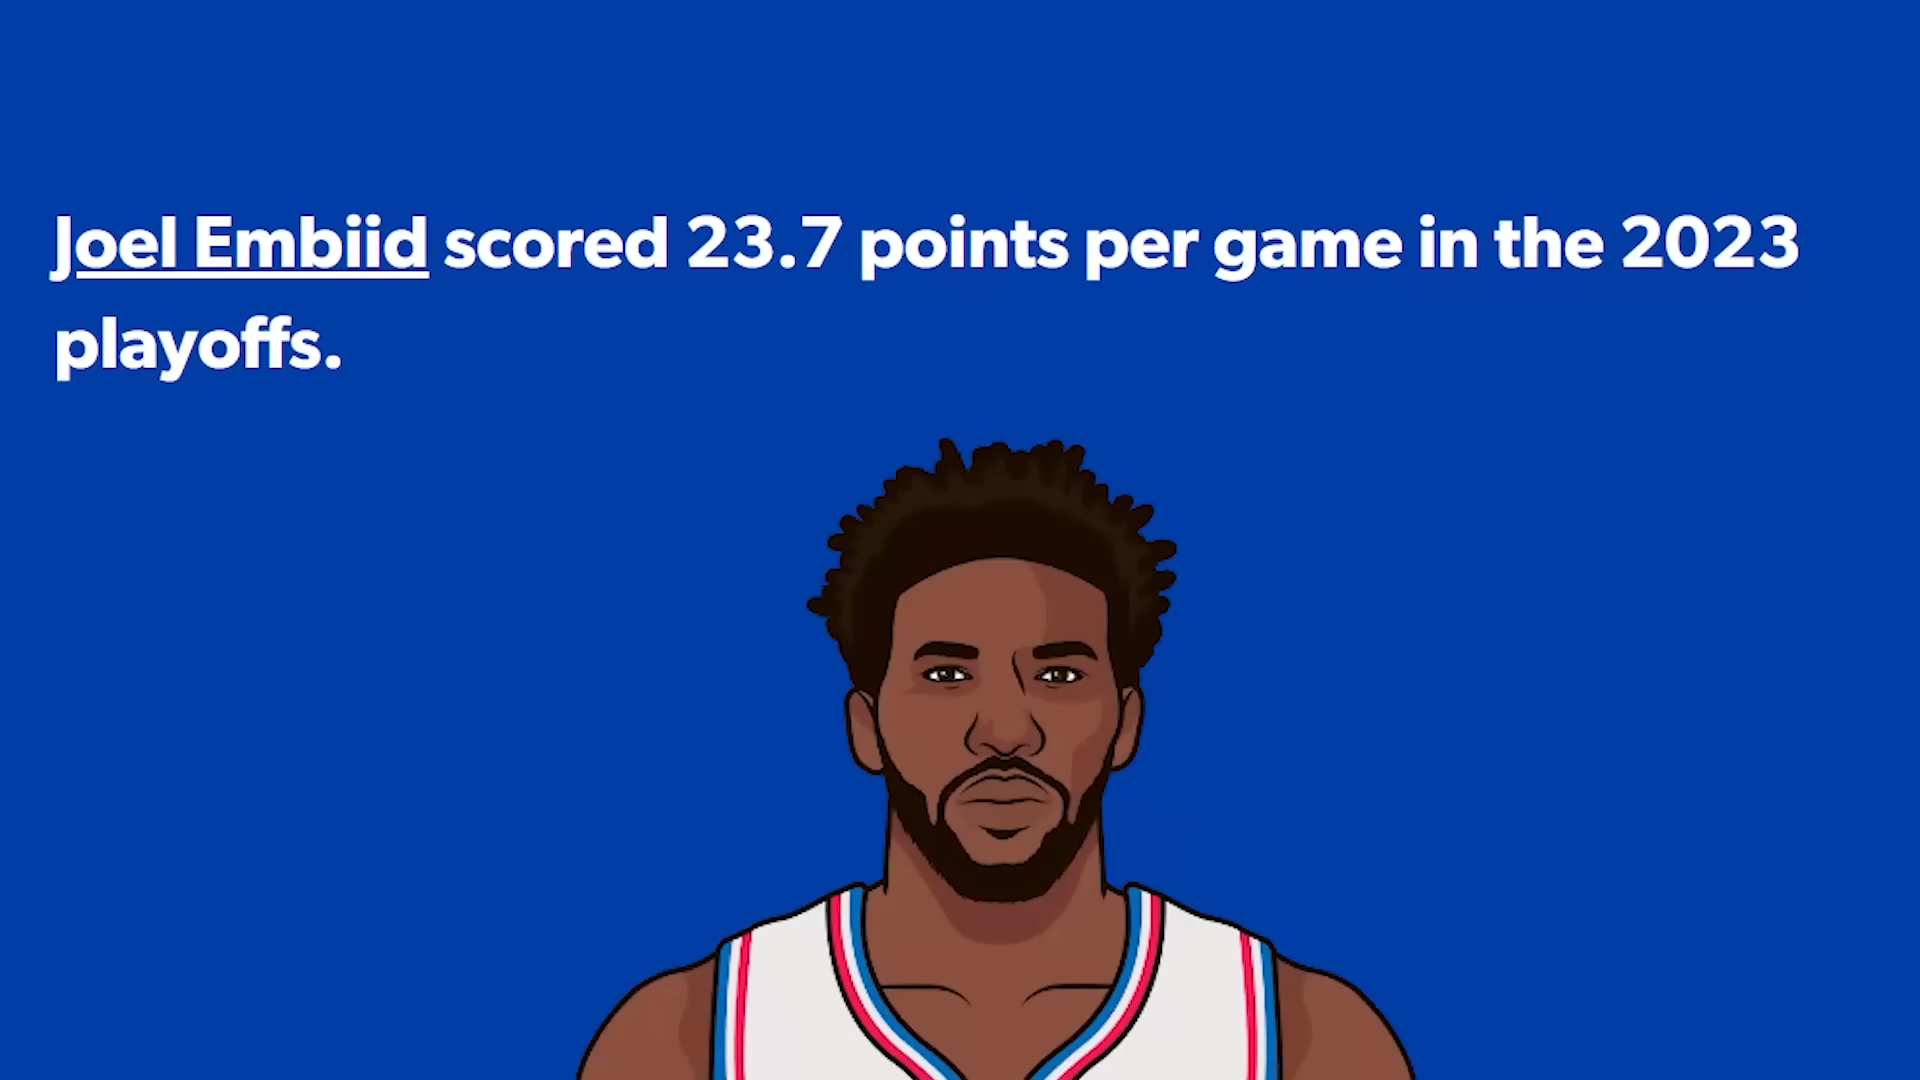 Joel Embiid scored 23.7 points per game in the 2023
playoffs.